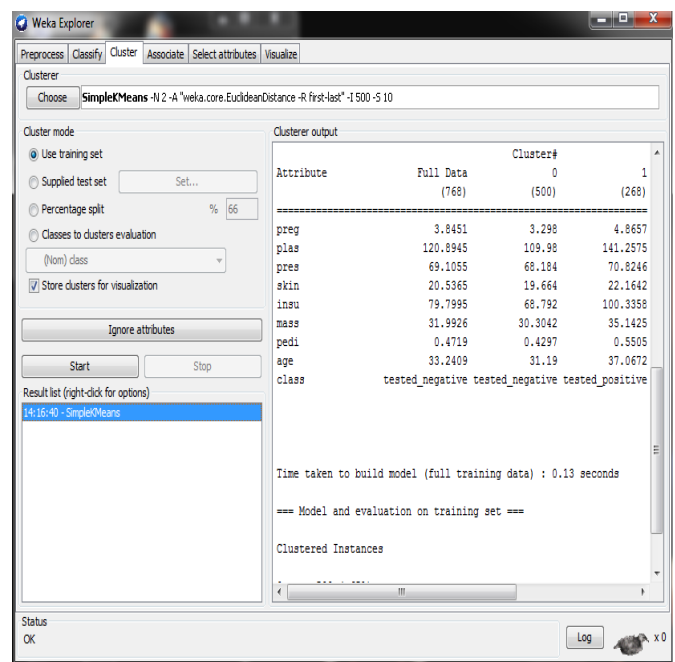 Weka Explorer
Preprocess Classify Cluster Associate Select attributes Visualize
Clusterer
Choose SimpleKMeans -N 2 -A "weka.core.EuclideanDistance -R first-last" -I 500 -S 10
Cluster mode
Use training set
Supplied test set Set...
Percentage split % 66
Classes to clusters evaluation
(Nom) class
Store clusters for visualization
Ignore attributes
Start Stop
Result list (right-click for options)
14:16:40 - SimpleKMeans
Clusterer output
Cluster#
Attribute Full Data 0 1
(768) (500) (268)
==========================================================================
preg 3.8451 3.298 4.8657
plas 120.8945 109.98 141.2575
pres 69.1055 68.184 70.8246
skin 20.5365 19.664 22.1642
insu 79.7995 68.792 100.3358
mass 31.9926 30.3042 35.1425
pedi 0.4719 0.4297 0.5505
age 33.2409 31.19 37.0672
class tested_negative tested_negative tested_positive
Time taken to build model (full training data) : 0.13 seconds
=== Model and evaluation on training set ===
Clustered Instances
Status
OK
Log x 0